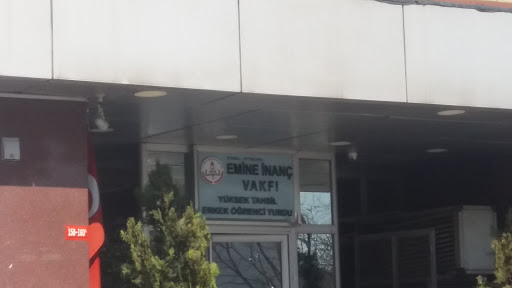 EMİNE İNANÇ
VAKFI
YÜKSEK TAHSİL
ERKEK ÖĞRENCİ YURDU